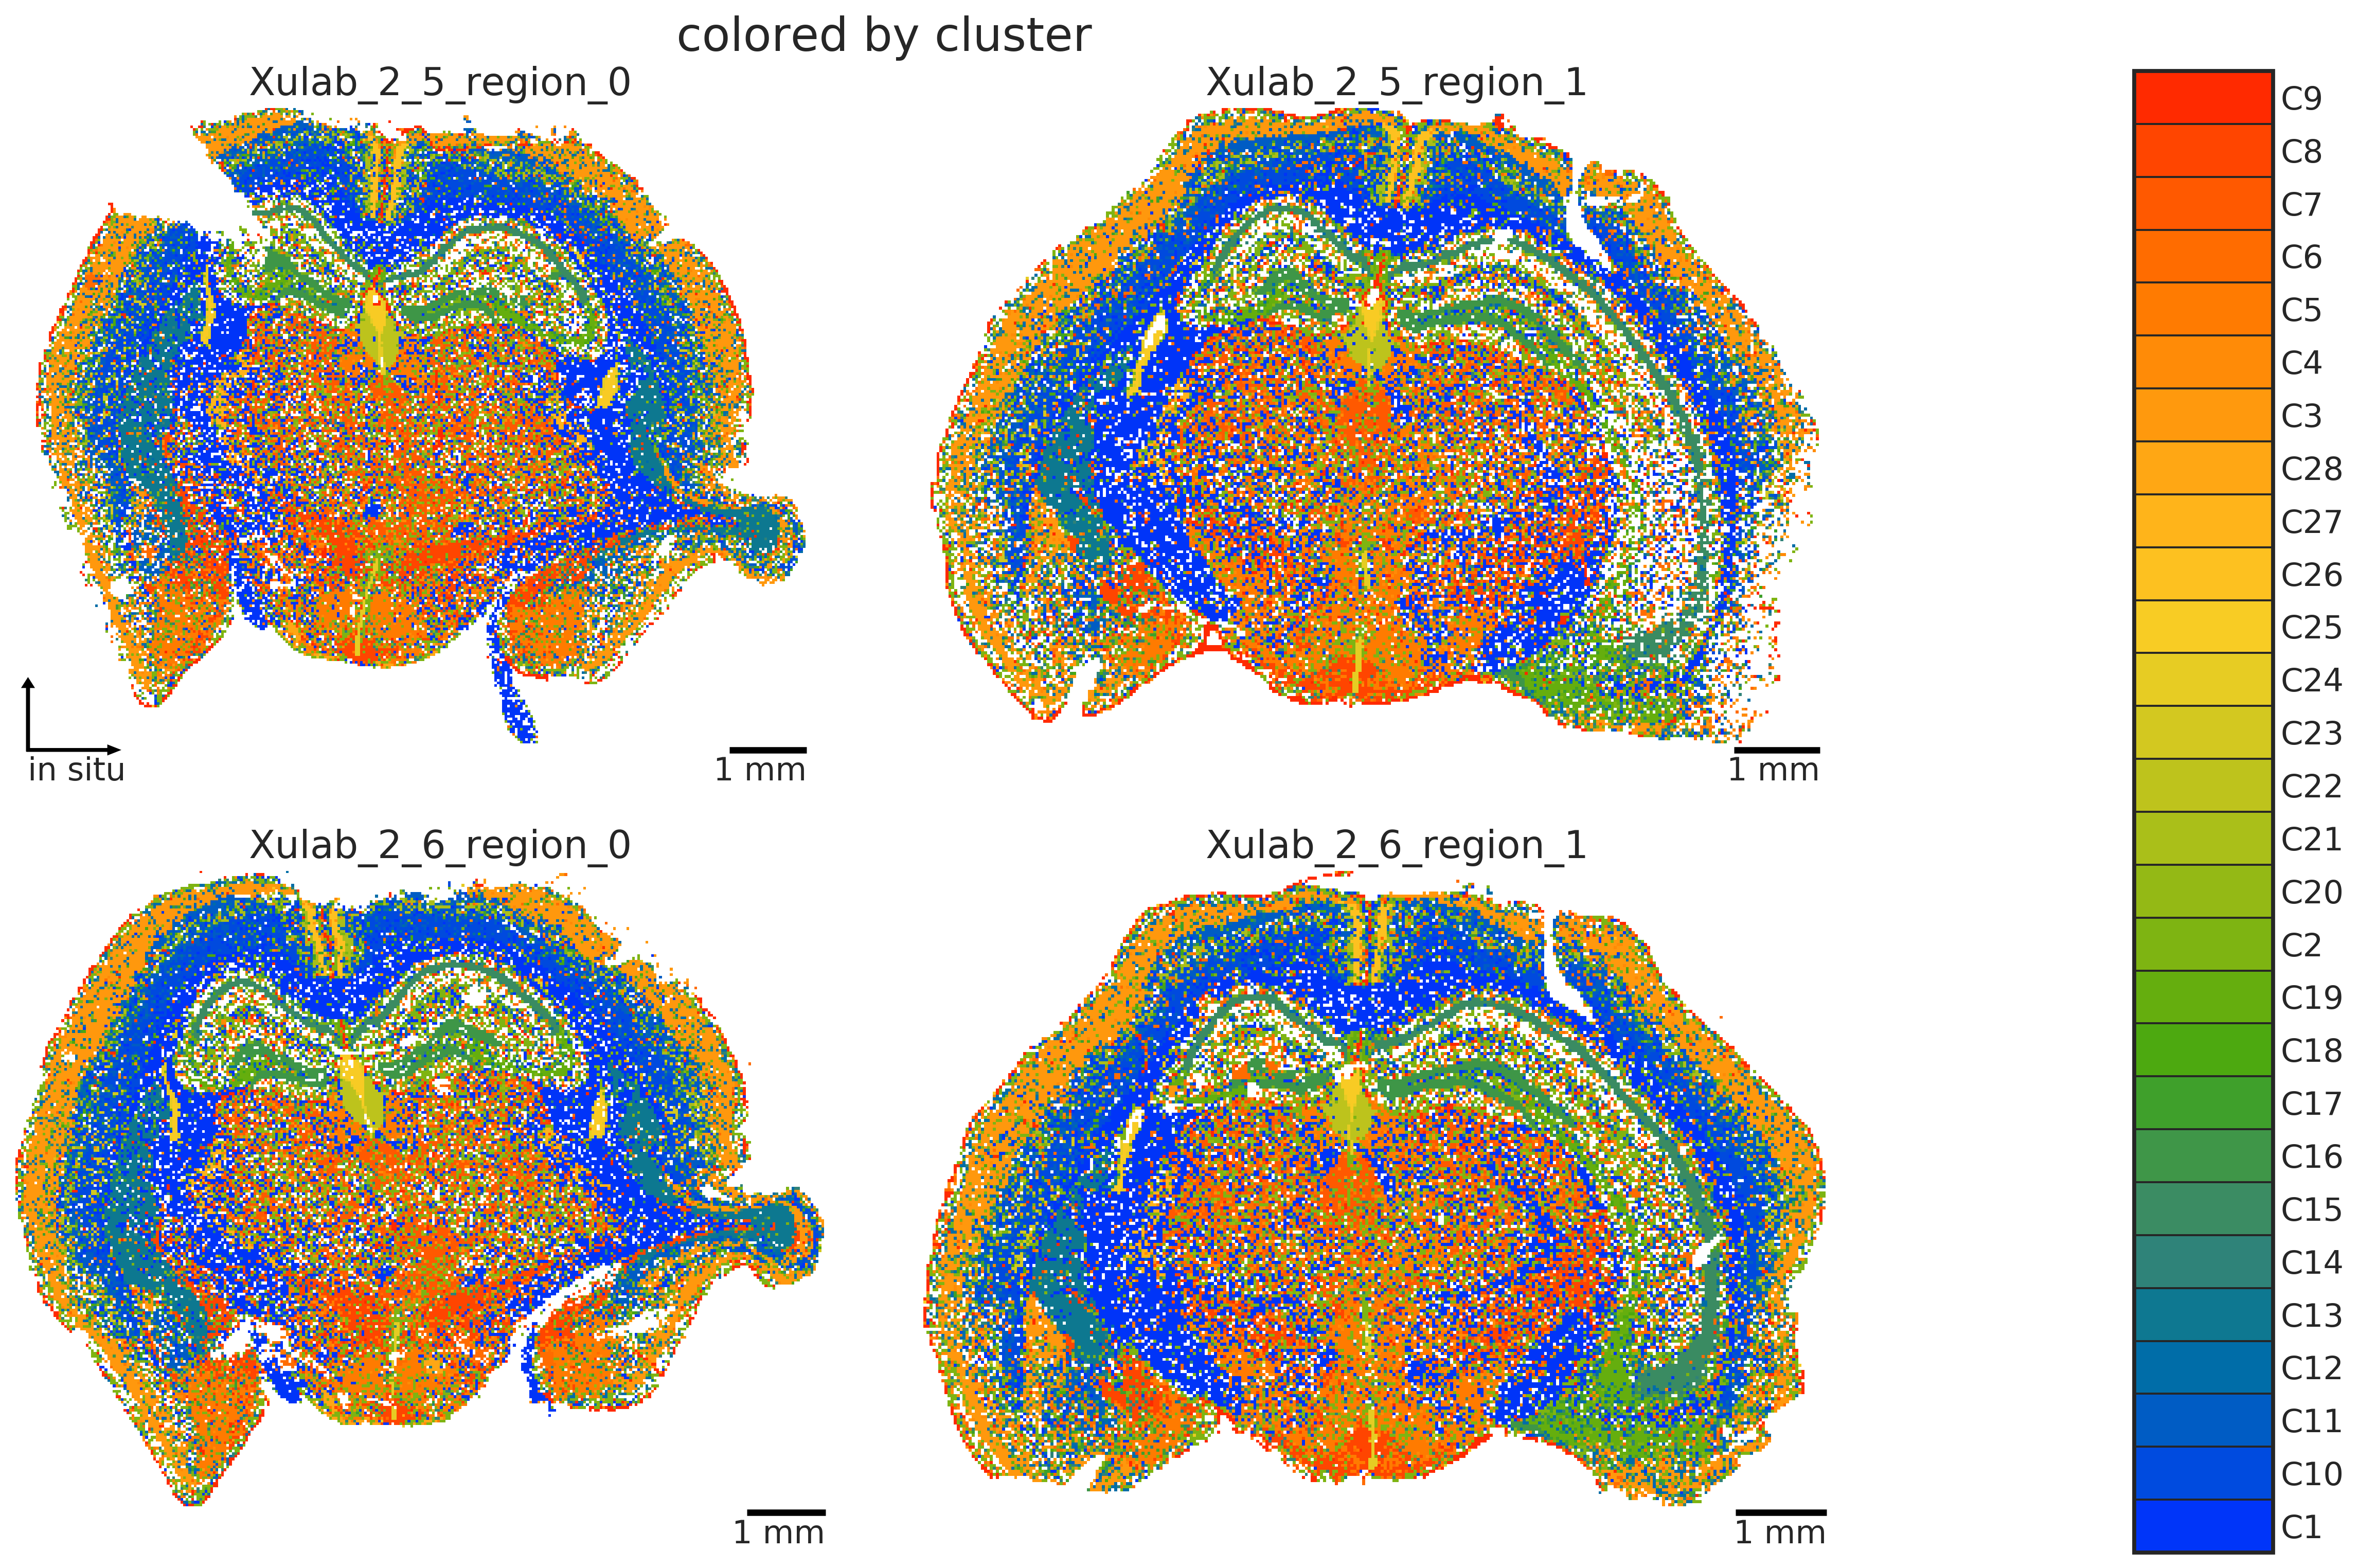 colored by cluster
Xulab_2_5_region_0
Xulab_2_5_region_1
in situ
1 mm
1 mm
Xulab_2_6_region_0
Xulab_2_6_region_1
1 mm
1 mm
C9
C8
C7
C6
C5
C4
C3
C28
C27
C26
C25
C24
C23
C22
C21
C20
C2
C19
C18
C17
C16
C15
C14
C13
C12
C11
C10
C1